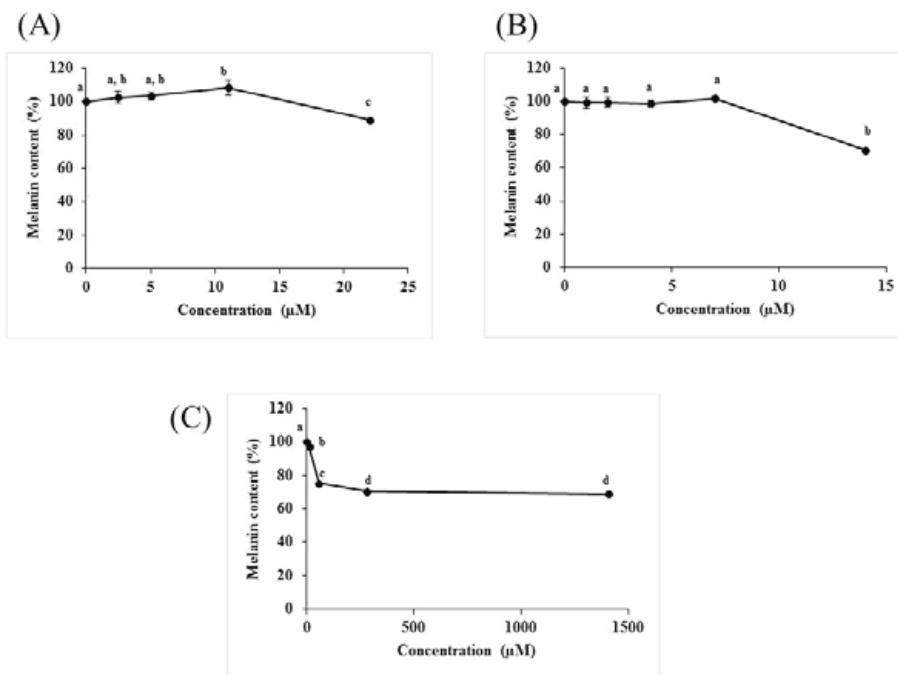 (A)
120
100
80
60
40
20
0
Melanin content (%)
a
a, b
a, b
b
c
0 5 10 15 20 25
Concentration (µM)
(B)
120
100
80
60
40
20
0
Melanin content (%)
a
a
a
a
a
b
0 5 10 15
Concentration (µM)
(C)
120
100
80
60
40
20
0
Melanin content (%)
a
b
c
d
d
0 500 1000 1500
Concentration (µM)